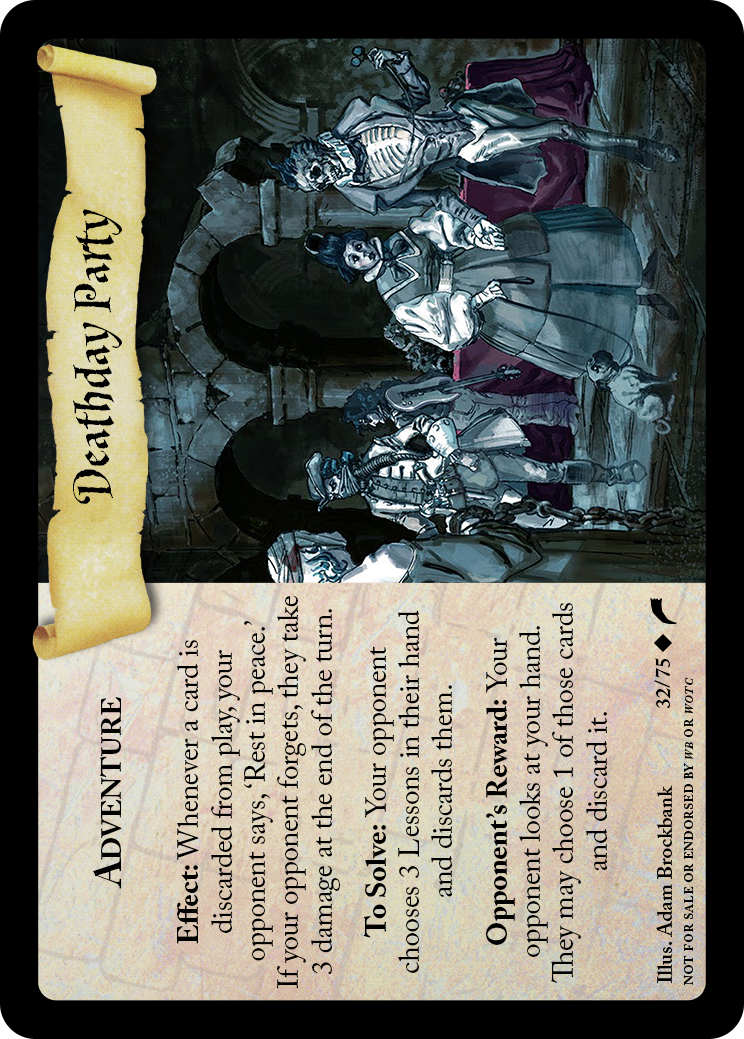 Deathday Party
ADVENTURE
Effect: Whenever a card is
discarded from play, your
opponent says, ‘Rest in peace.’
If your opponent forgets, they take
3 damage at the end of the turn.
To Solve: Your opponent
chooses 3 Lessons in their hand
and discards them.
Opponent’s Reward: Your
opponent looks at your hand.
They may choose 1 of those cards
and discard it.
Illus. Adam Brockbank 32/75
NOT FOR SALE OR ENDORSED BY WB OR WOTC